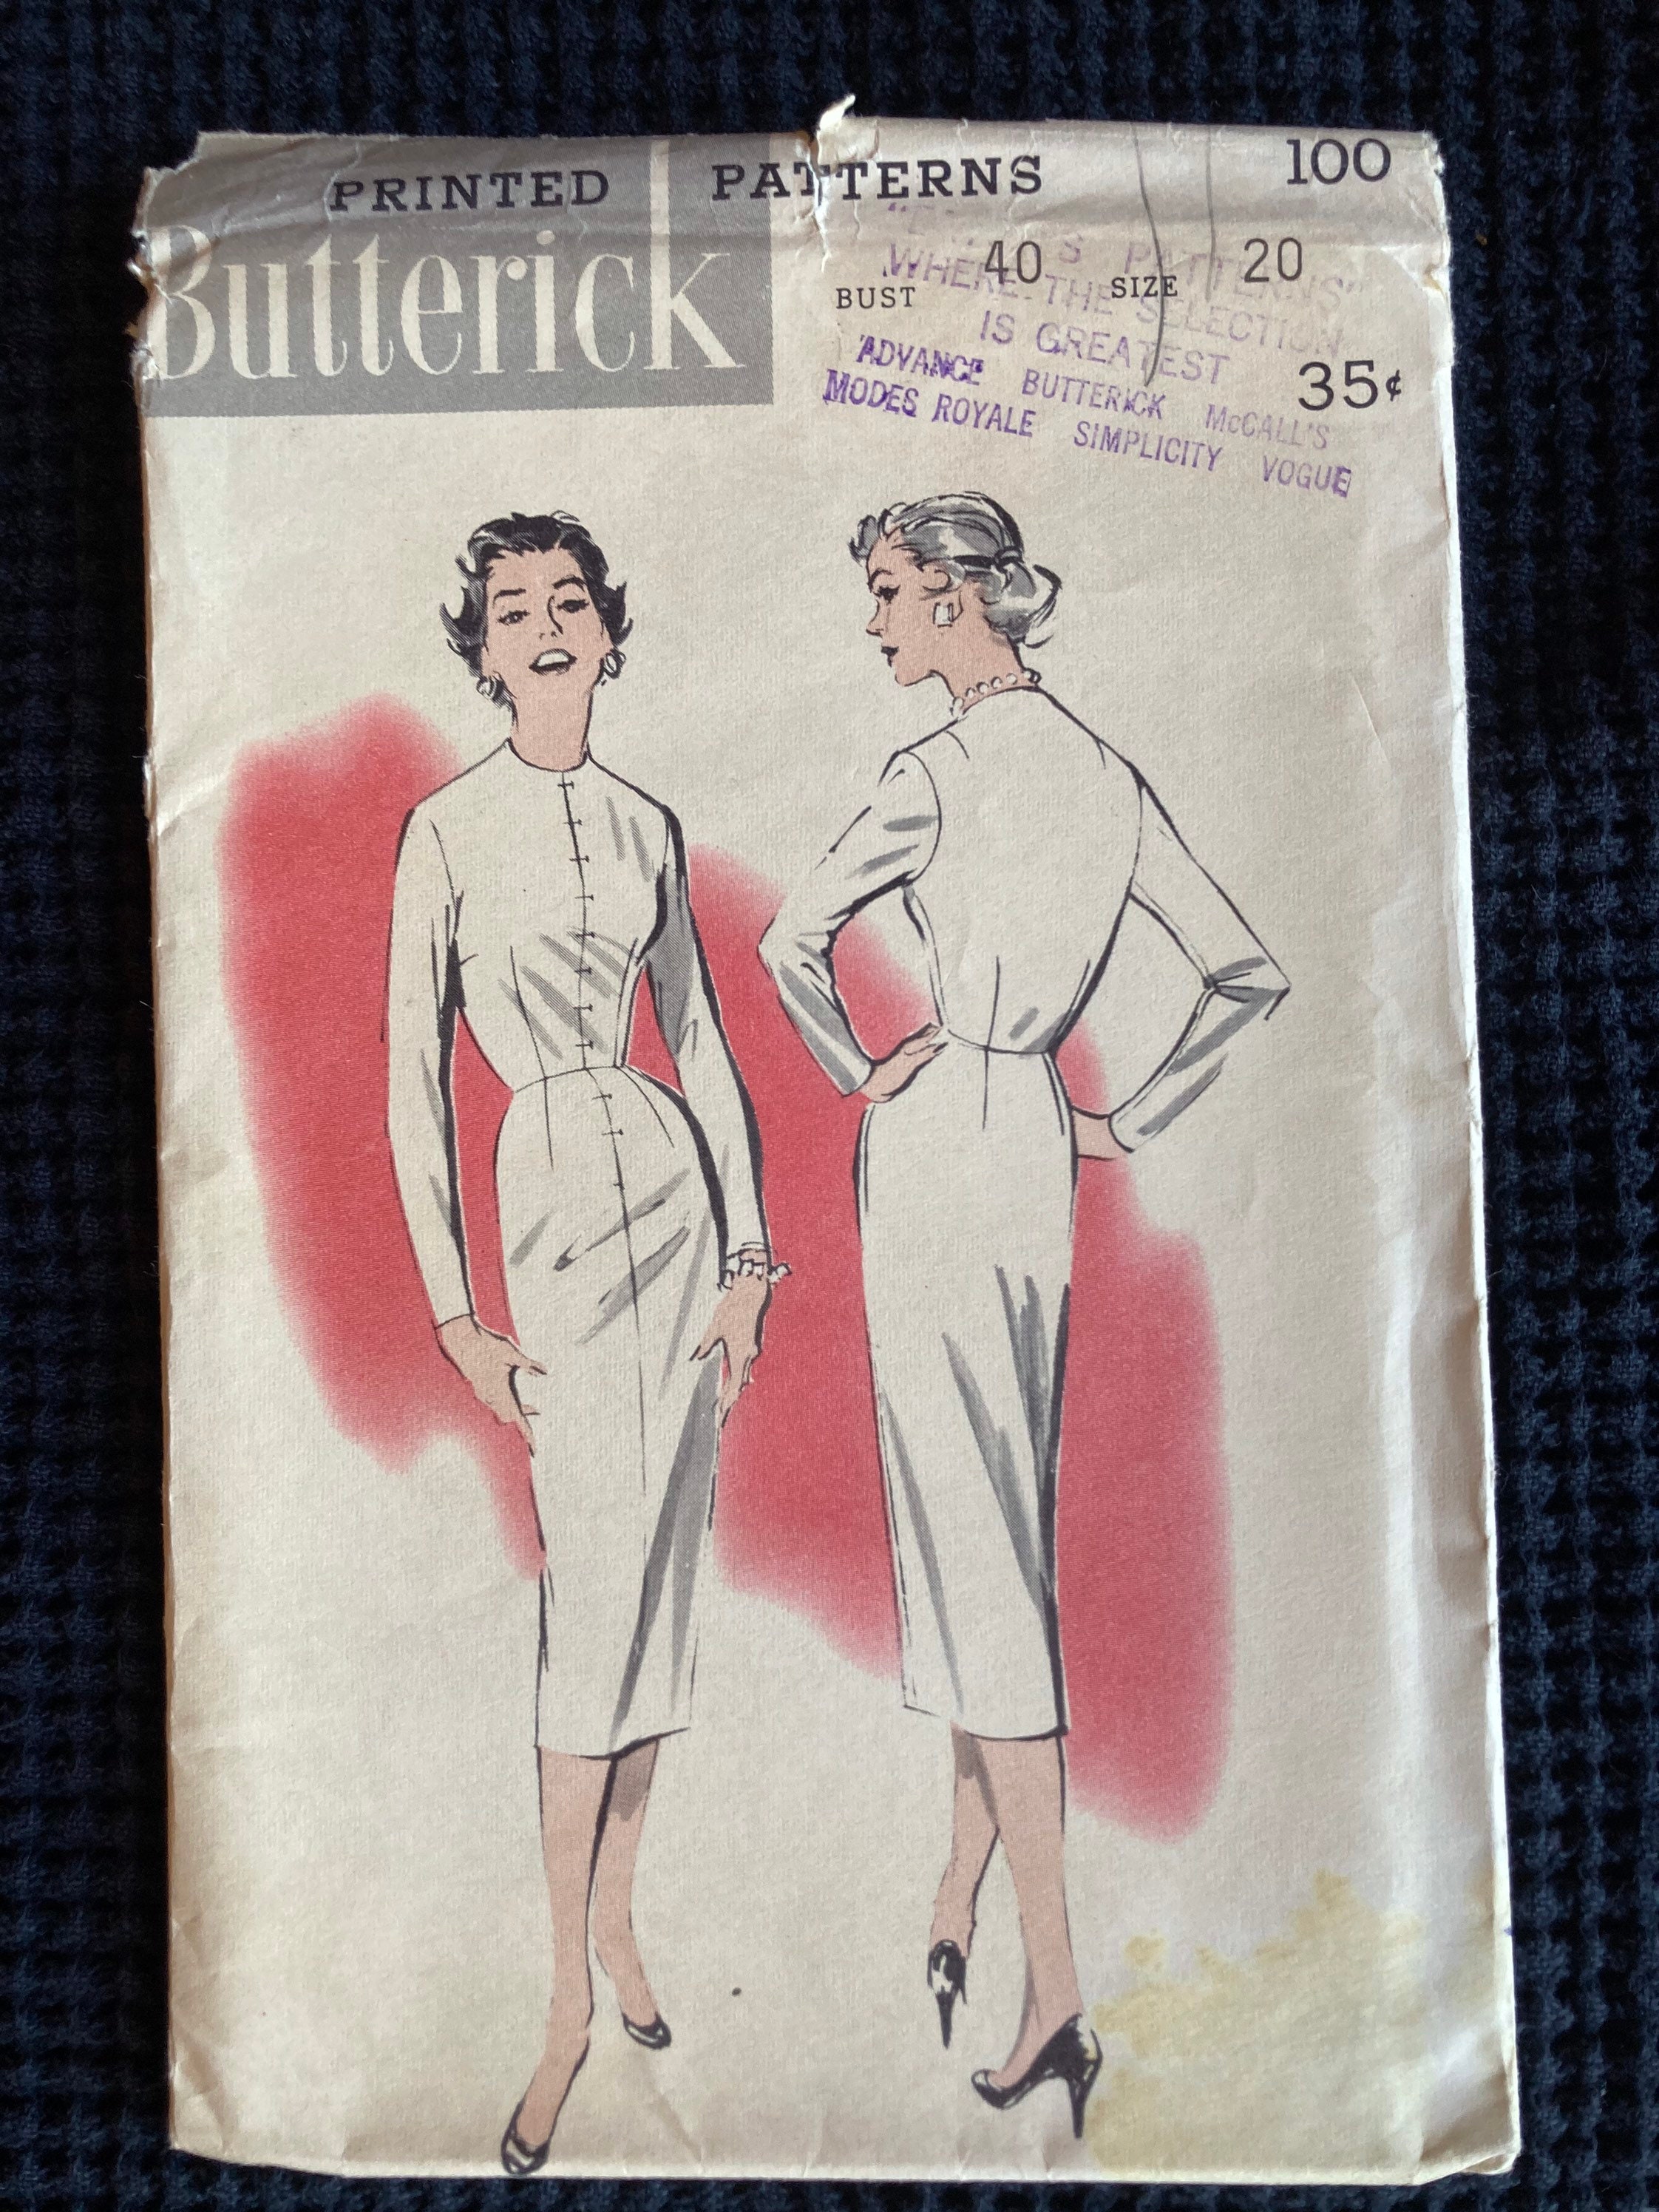 PRINTED PATTERNS 100
Butterick
BUST 40 SIZE 20
PATTERNS"
WHERE THE SELECTION
IS GREATEST
35¢
ADVANCE BUTTERICK McCALL'S
MODES ROYALE SIMPLICITY VOGUE